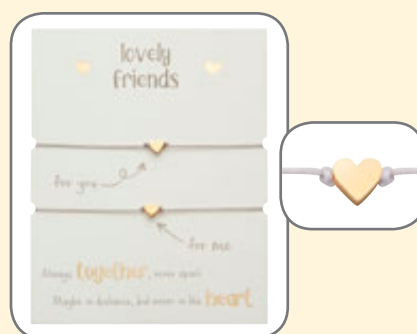 lovely
friends
for you
for me
Always together, never apart
Maybe in distance, but never in the heart